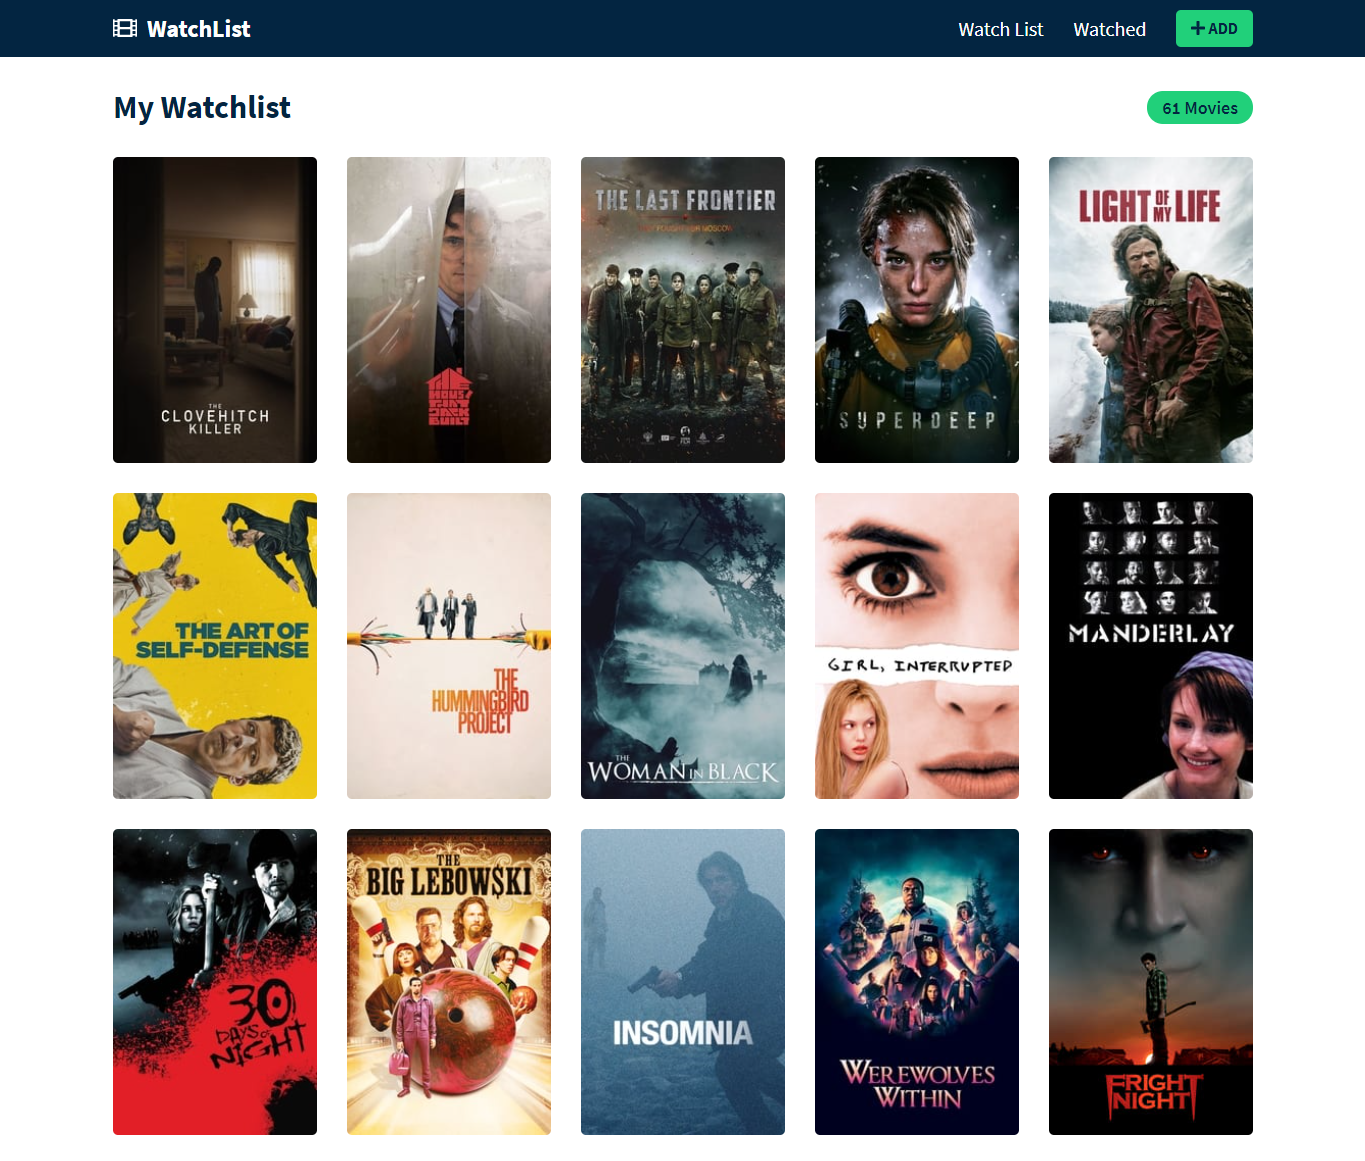 WatchList
Watch List
Watched
ADD
My Watchlist
61 Movies
THE
CLOVEHITCH
KILLER
THE
HOUSE
THAT
JACK
BUILT
THE LAST FRONTIER
SUPERDEEP
LIGHT OF MY LIFE
THE ART OF
SELF-DEFENSE
THE
HUMMINGBIRD
PROJECT
THE
WOMAN IN BLACK
GIRL, INTERRUPTED
MANDERLAY
30
DAYS OF
NIGHT
THE
BIG LEBOW$KI
INSOMNIA
WEREWOLVES
WITHIN
FRIGHT
NIGHT